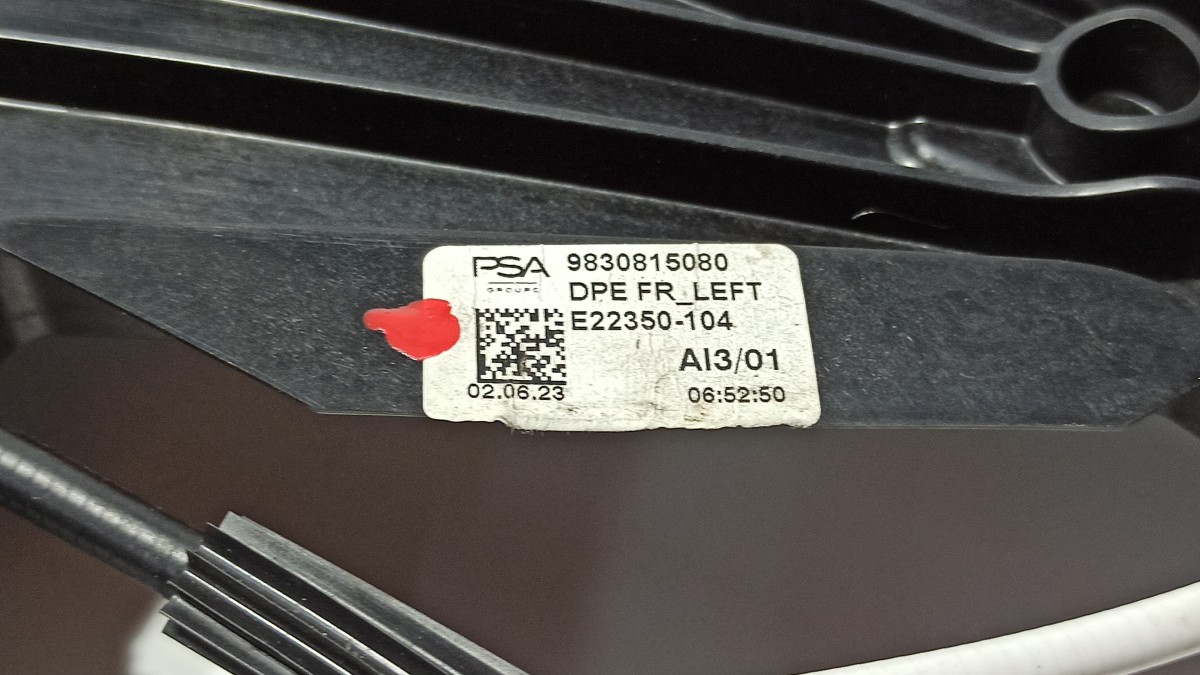 PSA
GROUPE
9830815080
DPE FR_LEFT
E22350-104
AI3/01
02.06.23
06:52:50